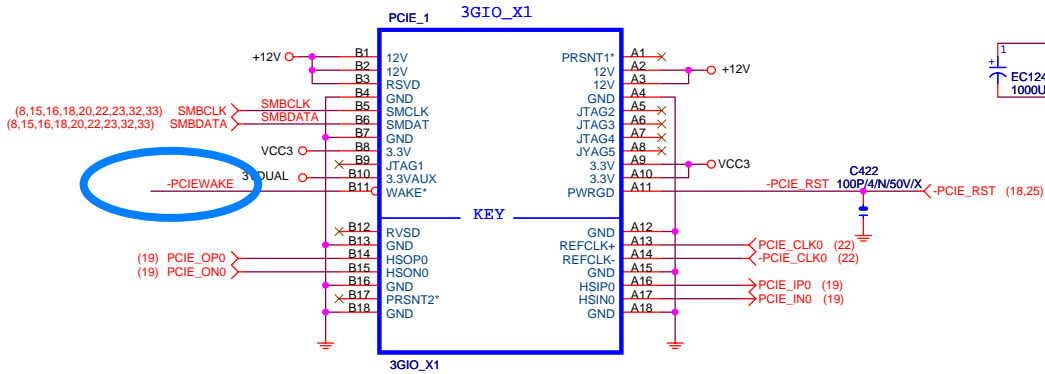 PCIE_1 3GIO_X1
+12V B1 12V PRSNT1* A1
B2 12V 12V A2 +12V
B3 RSVD 12V A3
B4 GND GND A4
(8,15,16,18,20,22,23,32,33) SMBCLK SMBCLK B5 SMCLK JTAG2 A5
(8,15,16,18,20,22,23,32,33) SMBDATA SMBDATA B6 SMDAT JTAG3 A6
B7 GND JTAG4 A7
VCC3 B8 3.3V JYAG5 A8
B9 JTAG1 3.3V A9 VCC3
3VDUAL B10 3.3VAUX 3.3V A10
-PCIEWAKE B11 WAKE* PWRGD A11 -PCIE_RST -PCIE_RST (18,25)
C422
100P/4/N/50V/X
KEY
B12 RVSD GND A12
B13 GND REFCLK+ A13 PCIE_CLK0 (22)
(19) PCIE_OP0 B14 HSOP0 REFCLK- A14 -PCIE_CLK0 (22)
(19) PCIE_ON0 B15 HSON0 GND A15
B16 GND HSIP0 A16 PCIE_IP0 (19)
B17 PRSNT2* HSIN0 A17 PCIE_IN0 (19)
B18 GND GND A18
3GIO_X1
1
+
EC124
1000U